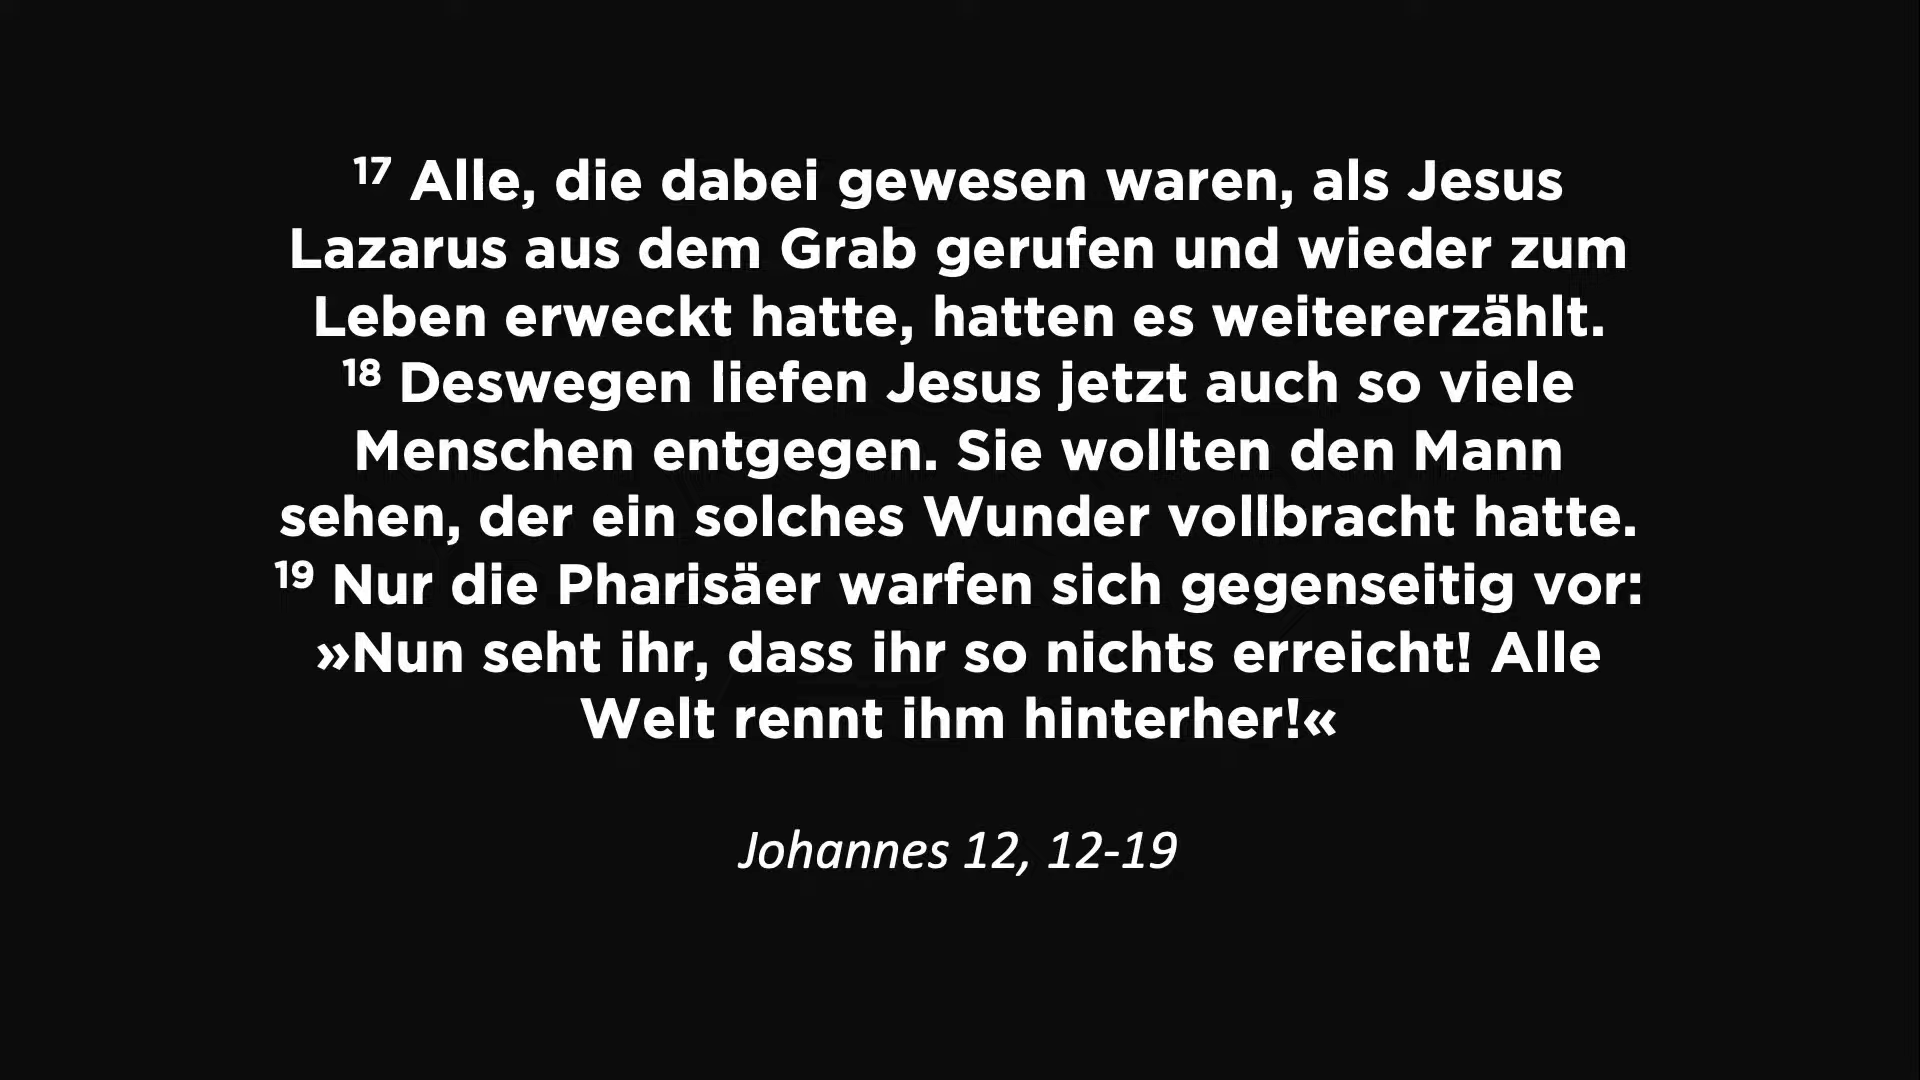 ¹⁷ Alle, die dabei gewesen waren, als Jesus
Lazarus aus dem Grab gerufen und wieder zum
Leben erweckt hatte, hatten es weitererzählt.
¹⁸ Deswegen liefen Jesus jetzt auch so viele
Menschen entgegen. Sie wollten den Mann
sehen, der ein solches Wunder vollbracht hatte.
¹⁹ Nur die Pharisäer warfen sich gegenseitig vor:
»Nun seht ihr, dass ihr so nichts erreicht! Alle
Welt rennt ihm hinterher!«
Johannes 12, 12-19